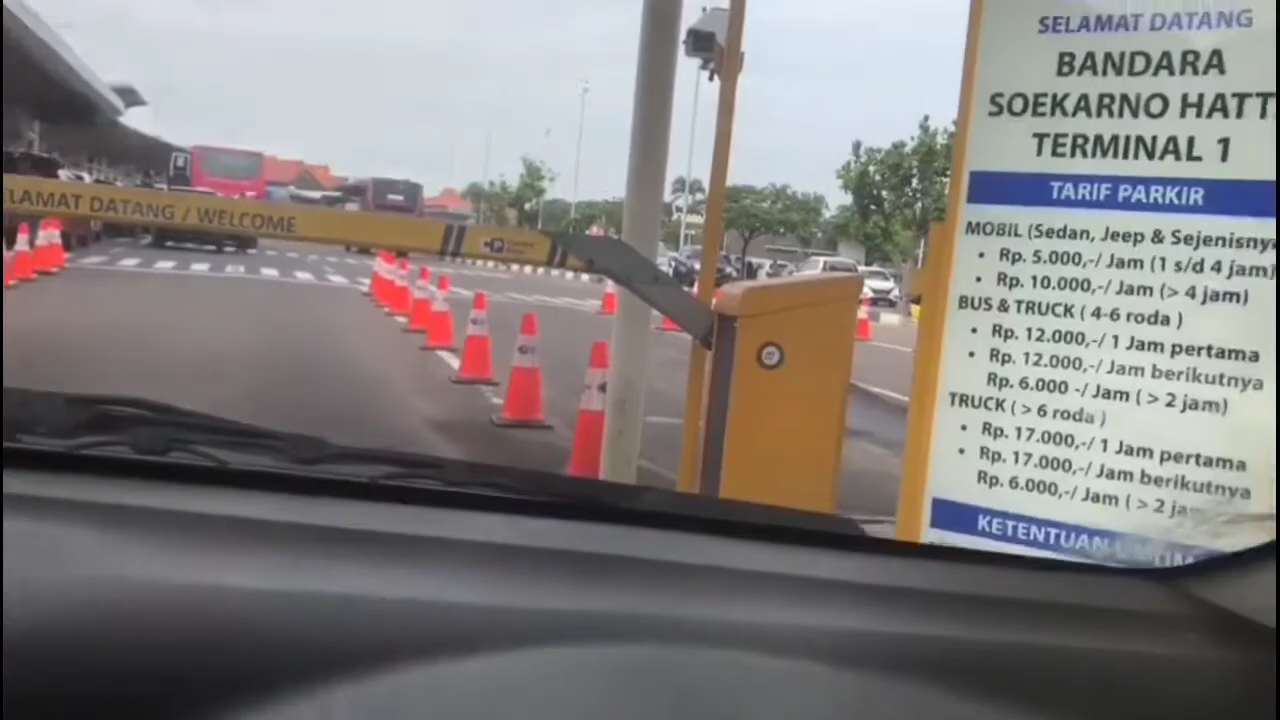 SELAMAT DATANG
BANDARA
SOEKARNO HATT
TERMINAL 1
TARIF PARKIR
MOBIL (Sedan, Jeep & Sejenisnya
• Rp. 5.000,-/ Jam (1 s/d 4 jam)
• Rp. 10.000,-/ Jam (> 4 jam)
BUS & TRUCK ( 4-6 roda )
• Rp. 12.000,-/ 1 Jam pertama
• Rp. 12.000,-/ Jam berikutnya
Rp. 6.000 -/ Jam ( > 2 jam)
TRUCK ( > 6 roda )
• Rp. 17.000,-/ 1 Jam pertama
• Rp. 17.000,-/ Jam berikutnya
Rp. 6.000,-/ Jam ( > 2 ja
KETENTUAN
ELAMAT DATANG / WELCOME
P